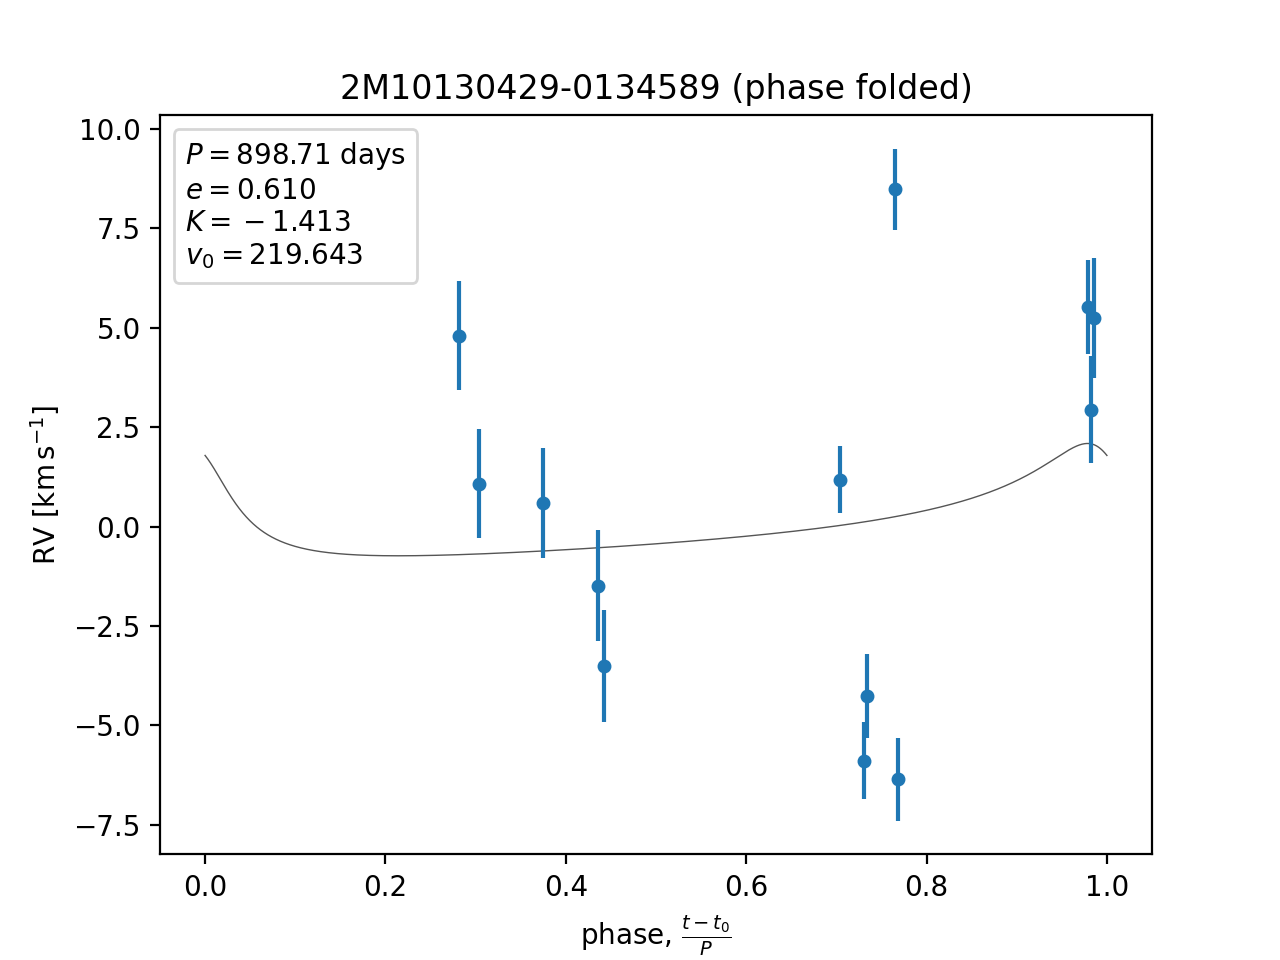 2M10130429-0134589 (phase folded)
P = 898.71 days
e = 0.610
K = −1.413
v₀ = 219.643
10.0
7.5
5.0
2.5
0.0
−2.5
−5.0
−7.5
RV [km s⁻¹]
0.0 0.2 0.4 0.6 0.8 1.0
phase, (t − t₀)/P